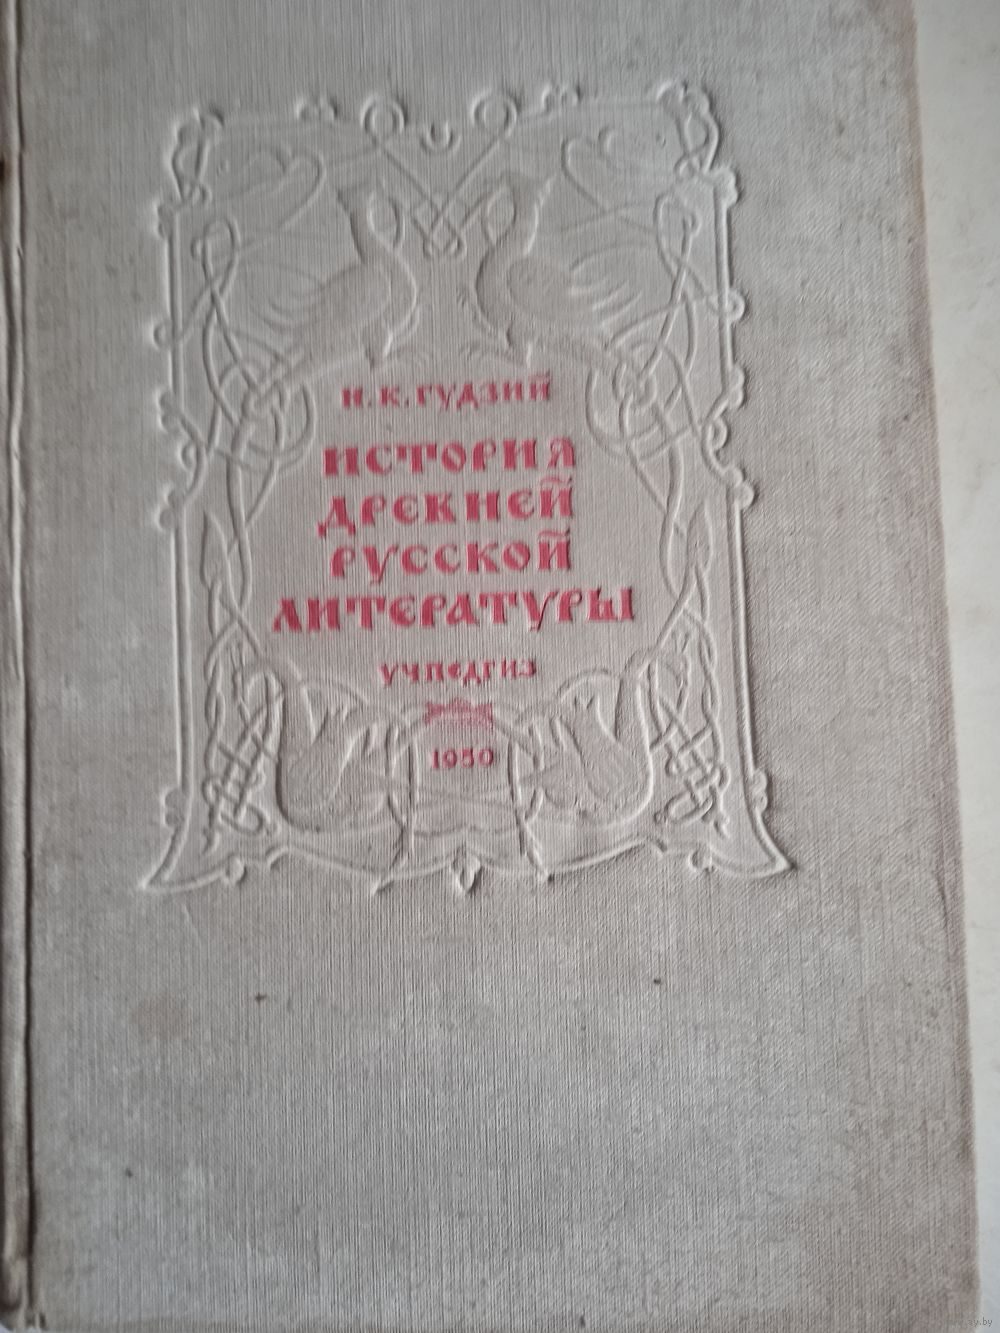 Н. К. ГУДЗИЙ
ИСТОРИЯ
ДРЕВНЕЙ
РУССКОЙ
ЛИТЕРАТУРЫ
УЧПЕДГИЗ
1950